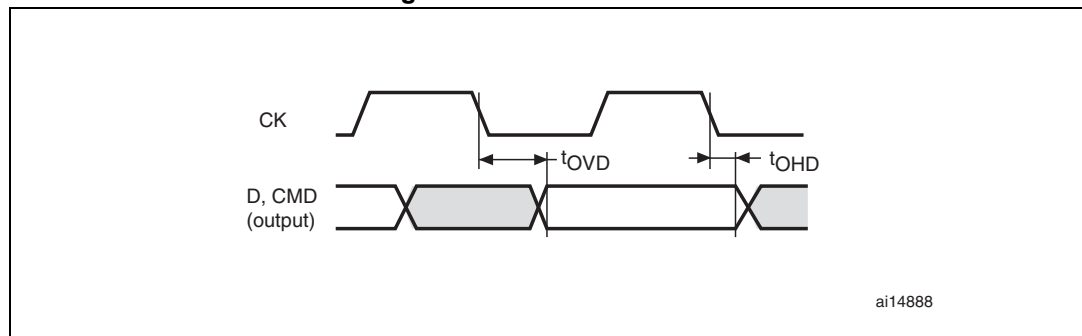 CK
tOVD
tOHD
D, CMD
(output)
ai14888